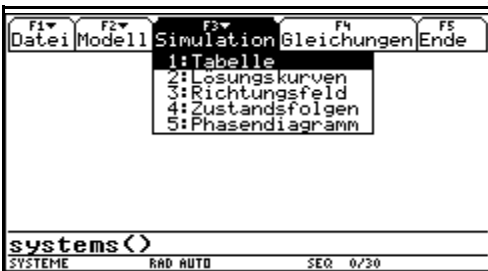 F1▾ F2▾ F3▾ F4 F5
Datei Modell Simulation Gleichungen Ende
1:Tabelle
2:Lösungskurven
3:Richtungsfeld
4:Zustandsfolgen
5:Phasendiagramm
systems()
SYSTEME RAD AUTO SEQ 0/30